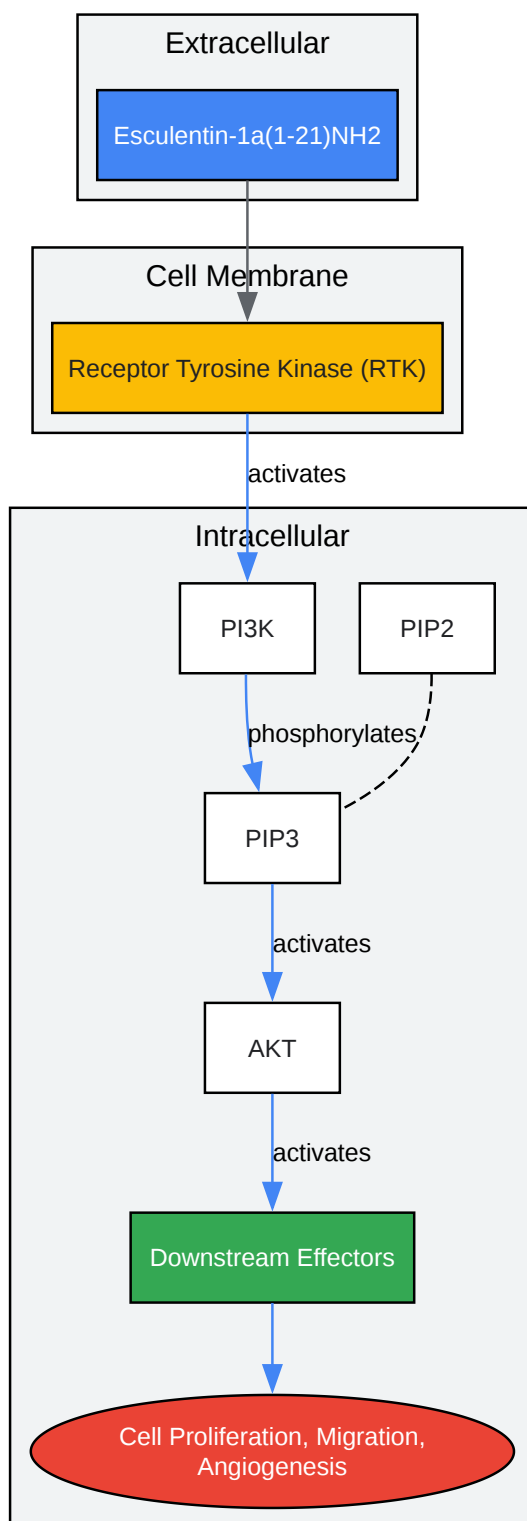 Extracellular
Esculentin-1a(1-21)NH2
Cell Membrane
Receptor Tyrosine Kinase (RTK)
activates
Intracellular
PI3K
PIP2
phosphorylates
PIP3
activates
AKT
activates
Downstream Effectors
Cell Proliferation, Migration,
Angiogenesis